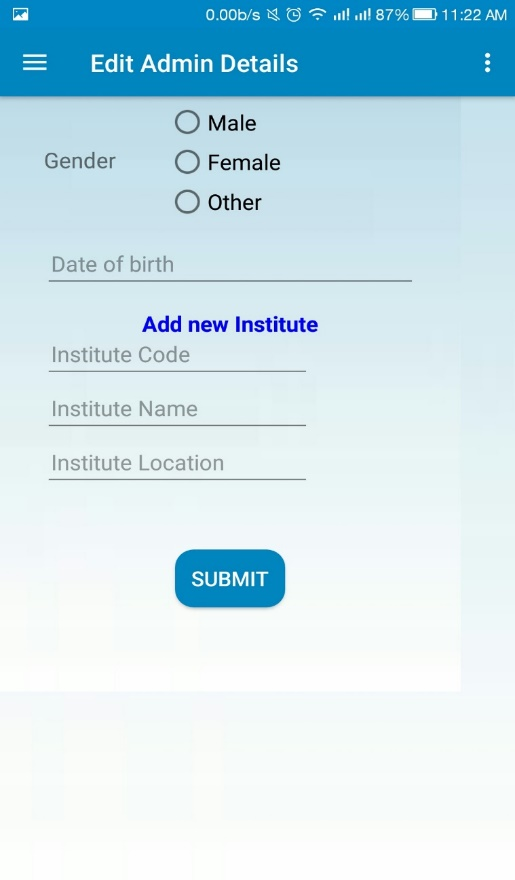 0.00b/s 87% 11:22 AM
Edit Admin Details
Male
Gender
Female
Other
Date of birth
Add new Institute
Institute Code
Institute Name
Institute Location
SUBMIT